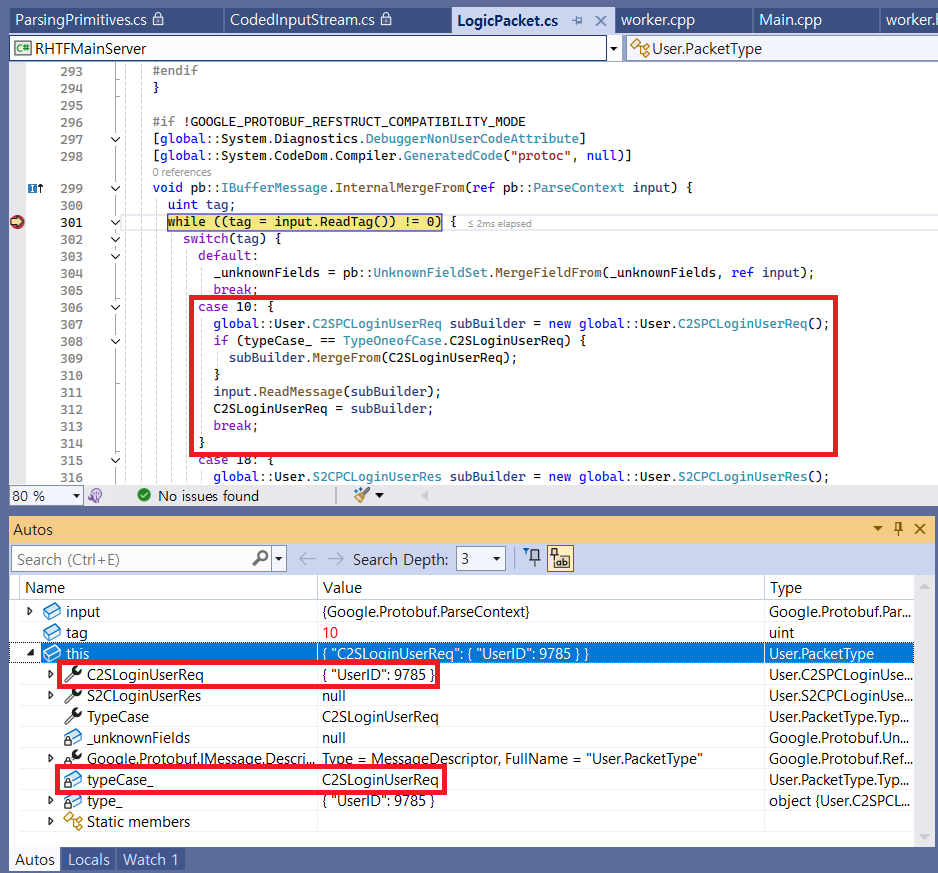 ParsingPrimitives.cs CodedInputStream.cs LogicPacket.cs worker.cpp Main.cpp worker.
C# RHTFMainServer User.PacketType
293 #endif
294 }
295
296 #if !GOOGLE_PROTOBUF_REFSTRUCT_COMPATIBILITY_MODE
297 [global::System.Diagnostics.DebuggerNonUserCodeAttribute]
298 [global::System.CodeDom.Compiler.GeneratedCode("protoc", null)]
0 references
299 void pb::IBufferMessage.InternalMergeFrom(ref pb::ParseContext input) {
300 uint tag;
301 while ((tag = input.ReadTag()) != 0) { ≤ 2ms elapsed
302 switch(tag) {
303 default:
304 _unknownFields = pb::UnknownFieldSet.MergeFieldFrom(_unknownFields, ref input);
305 break;
306 case 10: {
307 global::User.C2SPCLoginUserReq subBuilder = new global::User.C2SPCLoginUserReq();
308 if (typeCase_ == TypeOneofCase.C2SLoginUserReq) {
309 subBuilder.MergeFrom(C2SLoginUserReq);
310 }
311 input.ReadMessage(subBuilder);
312 C2SLoginUserReq = subBuilder;
313 break;
314 }
315 case 18: {
316 global::User.S2CPCLoginUserRes subBuilder = new global::User.S2CPCLoginUserRes();
80 % No issues found
Autos
Search (Ctrl+E) Search Depth: 3
Name Value Type
input {Google.Protobuf.ParseContext} Google.Protobuf.Par...
tag 10 uint
this { "C2SLoginUserReq": { "UserID": 9785 } } User.PacketType
C2SLoginUserReq { "UserID": 9785 } User.C2SPCLoginUse...
S2CLoginUserRes null User.S2CPCLoginUse...
TypeCase C2SLoginUserReq User.PacketType.Typ...
_unknownFields null Google.Protobuf.Un...
Google.Protobuf.IMessage.Descri... Type = MessageDescriptor, FullName = "User.PacketType" Google.Protobuf.Ref...
typeCase_ C2SLoginUserReq User.PacketType.Typ...
type_ { "UserID": 9785 } object {User.C2SPCL...
Static members
Autos Locals Watch 1